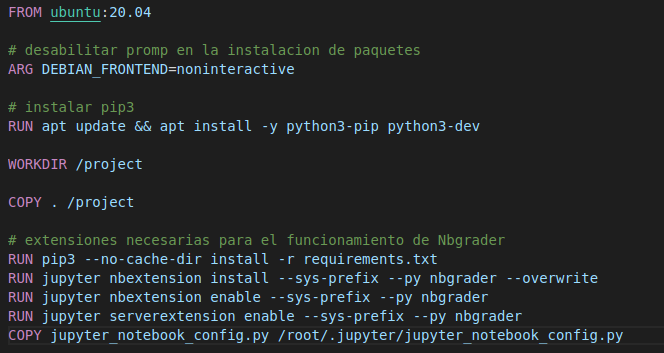 FROM ubuntu:20.04
# desabilitar promp en la instalacion de paquetes
ARG DEBIAN_FRONTEND=noninteractive
# instalar pip3
RUN apt update && apt install -y python3-pip python3-dev
WORKDIR /project
COPY . /project
# extensiones necesarias para el funcionamiento de Nbgrader
RUN pip3 --no-cache-dir install -r requirements.txt
RUN jupyter nbextension install --sys-prefix --py nbgrader --overwrite
RUN jupyter nbextension enable --sys-prefix --py nbgrader
RUN jupyter serverextension enable --sys-prefix --py nbgrader
COPY jupyter_notebook_config.py /root/.jupyter/jupyter_notebook_config.py